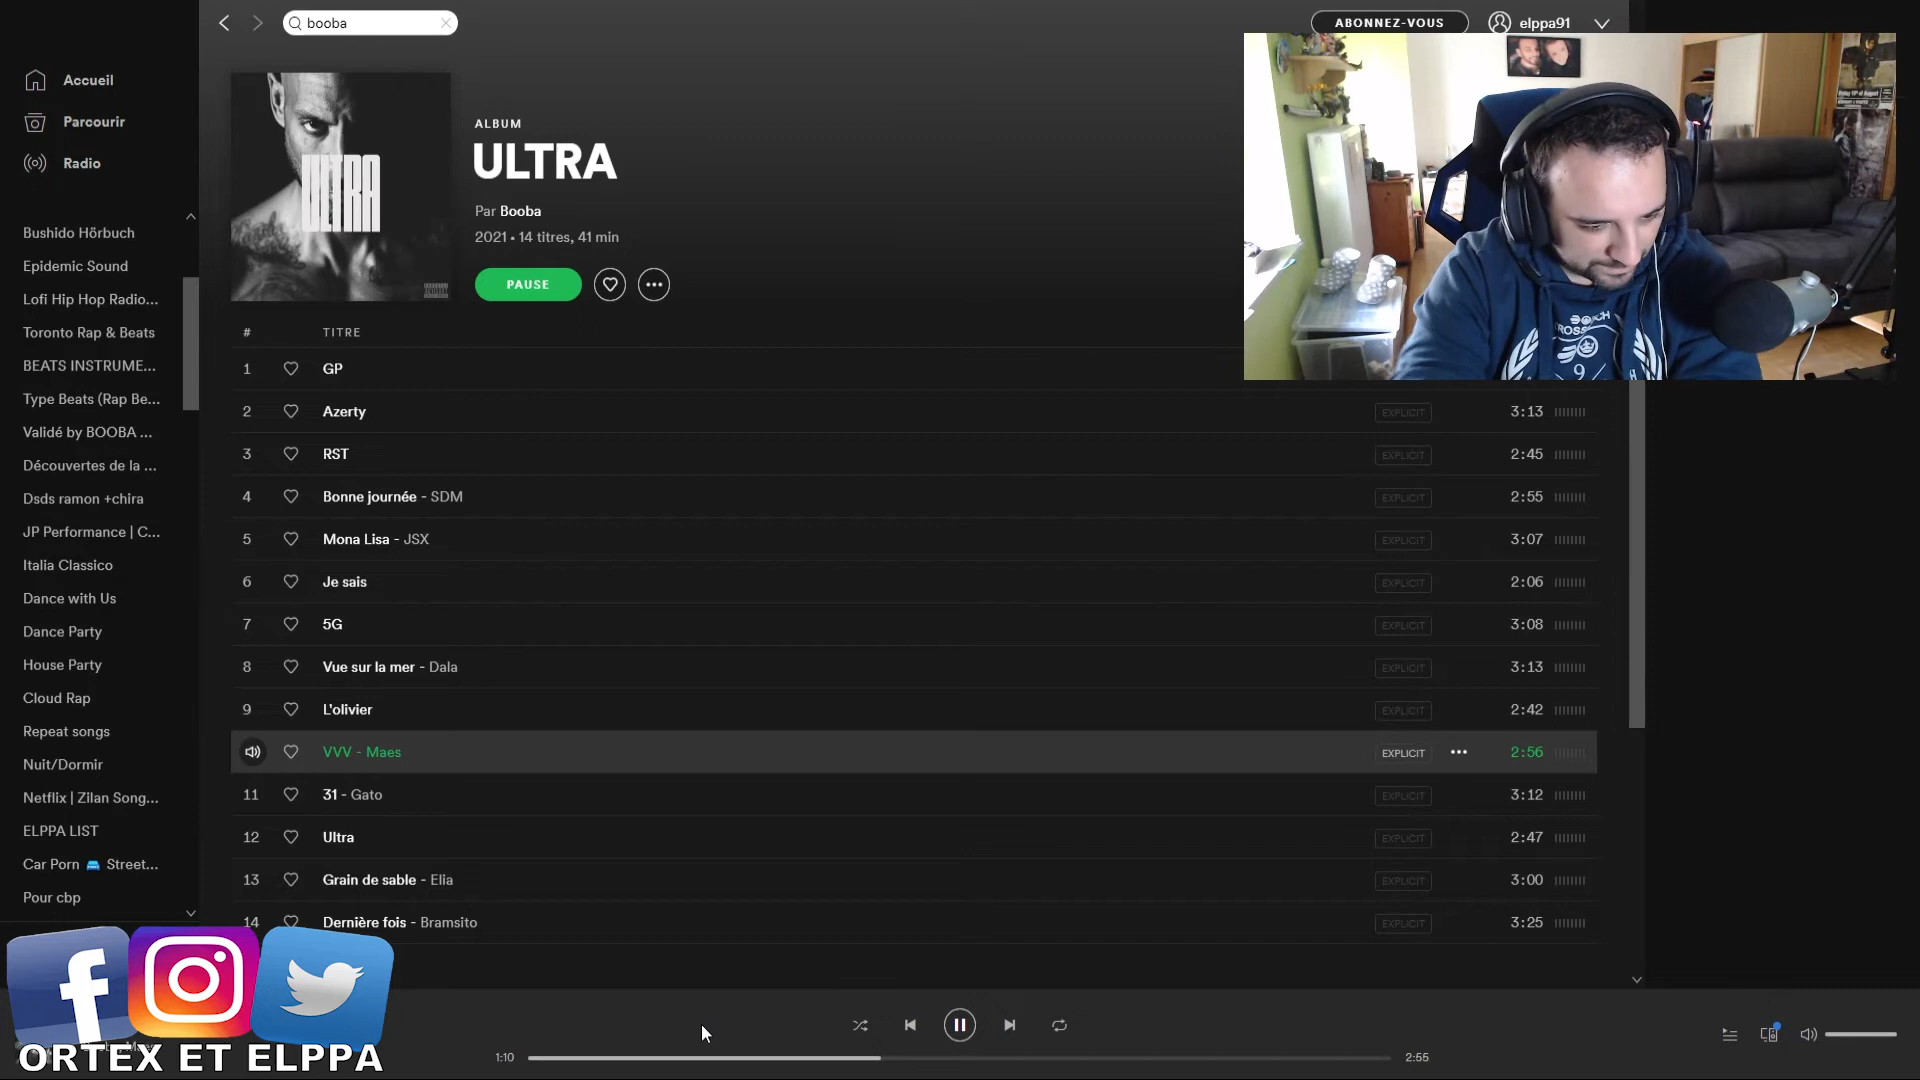 booba
ABONNEZ-VOUS
elppa91
Accueil
Parcourir
Radio
Bushido Hörbuch
Epidemic Sound
Lofi Hip Hop Radio...
Toronto Rap & Beats
BEATS INSTRUME...
Type Beats (Rap Be...
Validé by BOOBA ...
Découvertes de la ...
Dsds ramon +chira
JP Performance | C...
Italia Classico
Dance with Us
Dance Party
House Party
Cloud Rap
Repeat songs
Nuit/Dormir
Netflix | Zilan Song...
ELPPA LIST
Car Porn 🚘 Street...
Pour cbp
ULTRA
ALBUM
ULTRA
Par Booba
2021 • 14 titres, 41 min
PAUSE
# TITRE
1 GP
2 Azerty EXPLICIT 3:13
3 RST EXPLICIT 2:45
4 Bonne journée - SDM EXPLICIT 2:55
5 Mona Lisa - JSX EXPLICIT 3:07
6 Je sais EXPLICIT 2:06
7 5G EXPLICIT 3:08
8 Vue sur la mer - Dala EXPLICIT 3:13
9 L'olivier EXPLICIT 2:42
VVV - Maes EXPLICIT 2:56
11 31 - Gato EXPLICIT 3:12
12 Ultra EXPLICIT 2:47
13 Grain de sable - Elia EXPLICIT 3:00
14 Dernière fois - Bramsito EXPLICIT 3:25
ORTEX ET ELPPA
1:10
2:55